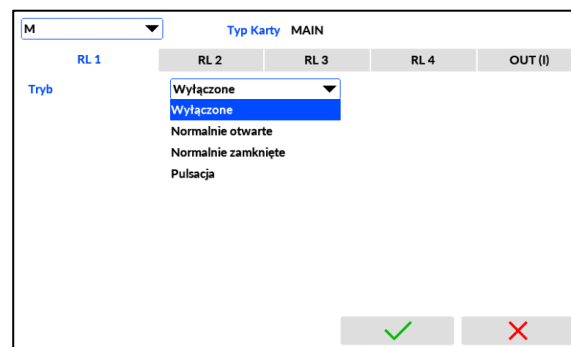 M Typ Karty MAIN
RL 1 RL 2 RL 3 RL 4 OUT (I)
Tryb Wyłączone
Wyłączone
Normalnie otwarte
Normalnie zamknięte
Pulsacja